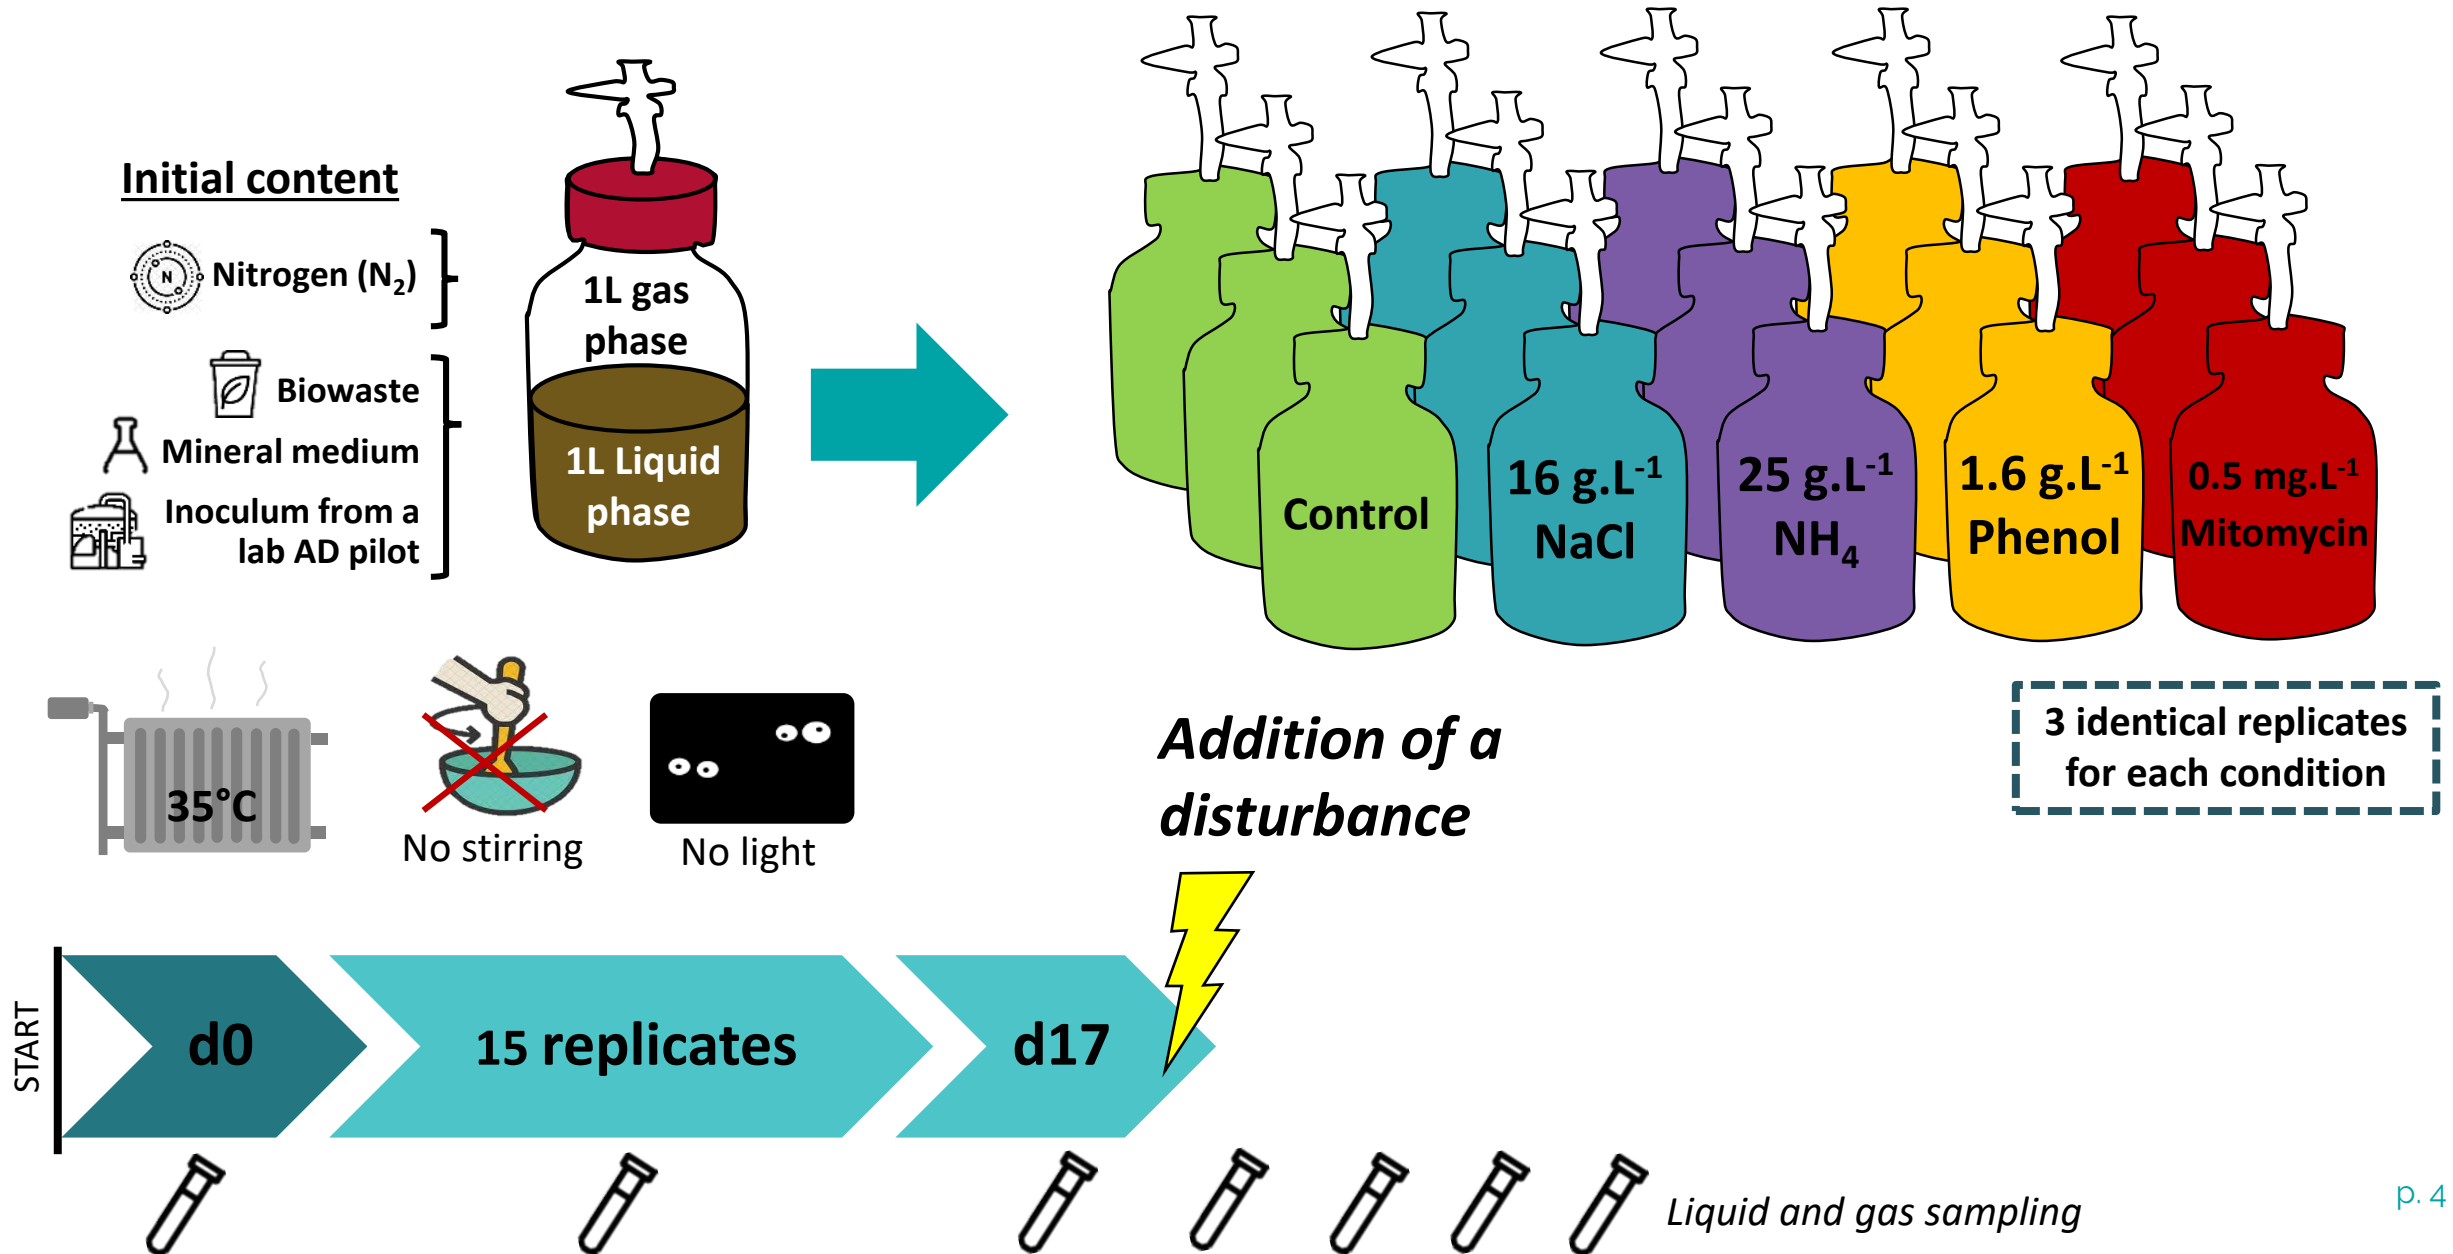 Initial content
N
Nitrogen (N₂)
Biowaste
Mineral medium
Inoculum from a
lab AD pilot
1L gas
phase
1L Liquid
phase
Control
16 g.L⁻¹
NaCl
25 g.L⁻¹
NH₄
1.6 g.L⁻¹
Phenol
0.5 mg.L⁻¹
Mitomycin
35°C
No stirring
No light
Addition of a
disturbance
3 identical replicates
for each condition
START
d0
15 replicates
d17
Liquid and gas sampling
p. 4